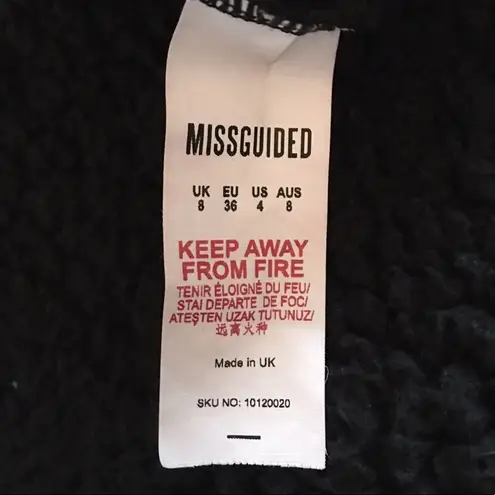 MISSGUIDED
UK EU US AUS
8 36 4 8
KEEP AWAY
FROM FIRE
TENIR ÉLOIGNÉ DU FEU/
STAI DEPARTE DE FOC/
ATEŞTEN UZAK TUTUNUZ/
远离火种
Made in UK
SKU NO: 10120020